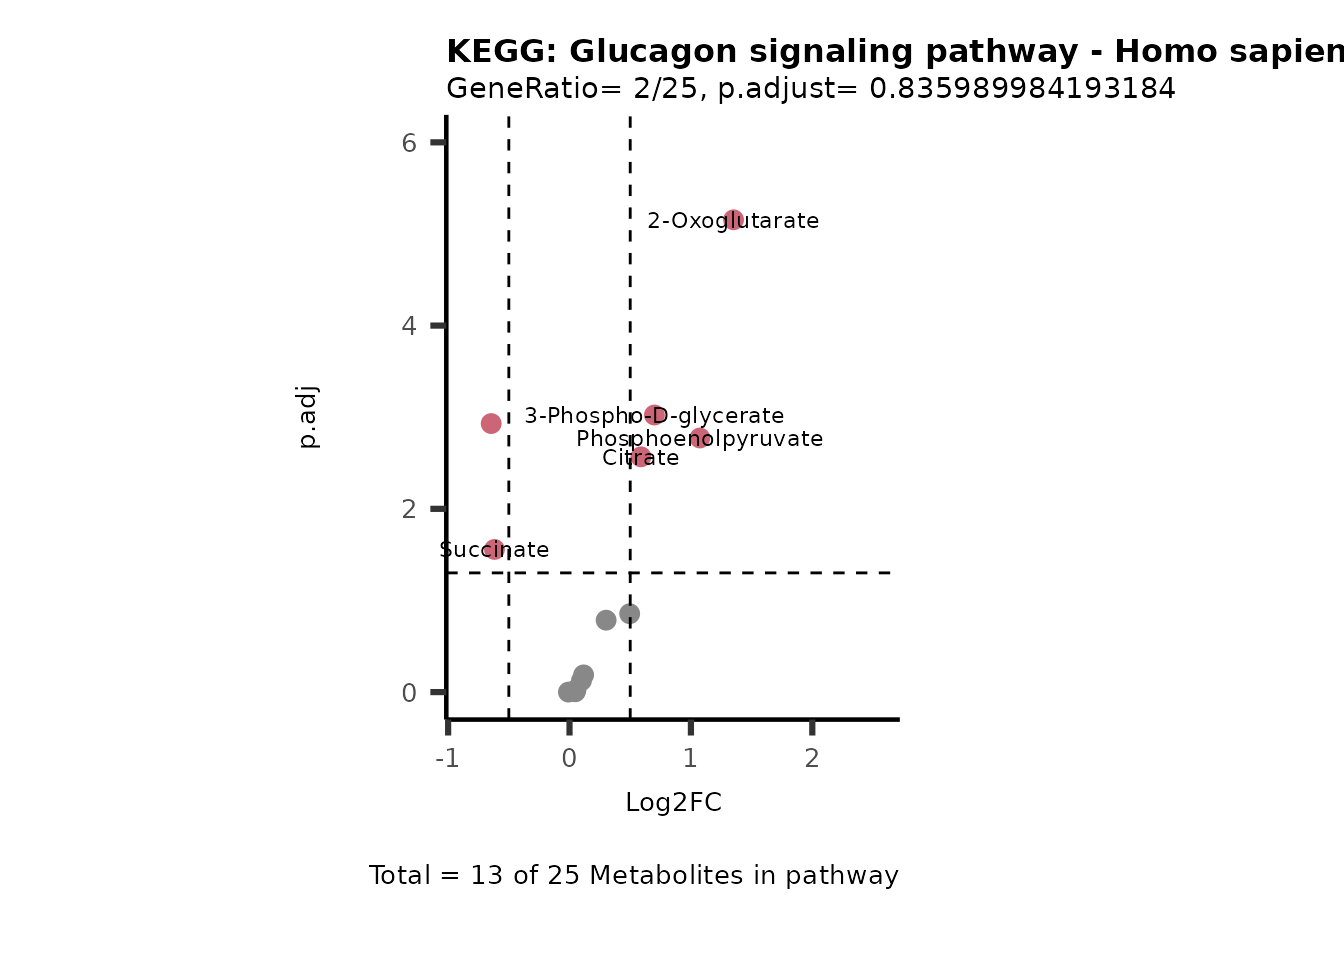 KEGG: Glucagon signaling pathway - Homo sapien
GeneRatio= 2/25, p.adjust= 0.835989984193184
6
2-Oxoglutarate
4
p.adj
3-Phospho-D-glycerate
Phosphoenolpyruvate
Citrate
2
Succinate
0
-1 0 1 2
Log2FC
Total = 13 of 25 Metabolites in pathway